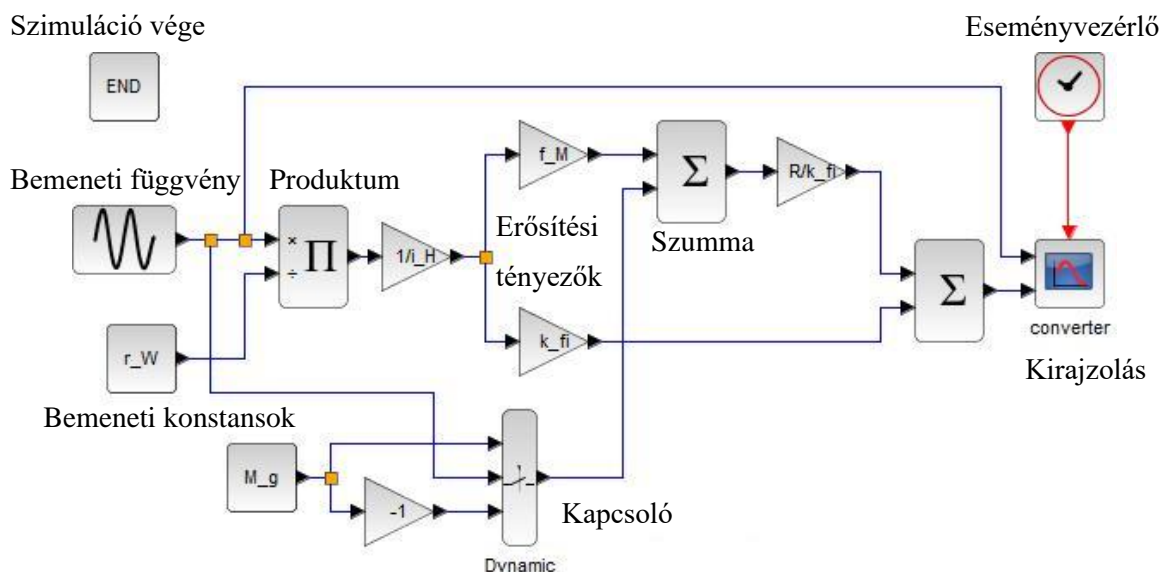 Szimuláció vége
Eseményvezérlő
END
f_M
Σ
R/k_fi
Bemeneti függvény
Produktum
×
÷
Π
1/i_H
Erősítési
tényezők
Szumma
Σ
k_fi
converter
Kirajzolás
r_W
Bemeneti konstansok
M_g
-1
Kapcsoló
Dynamic